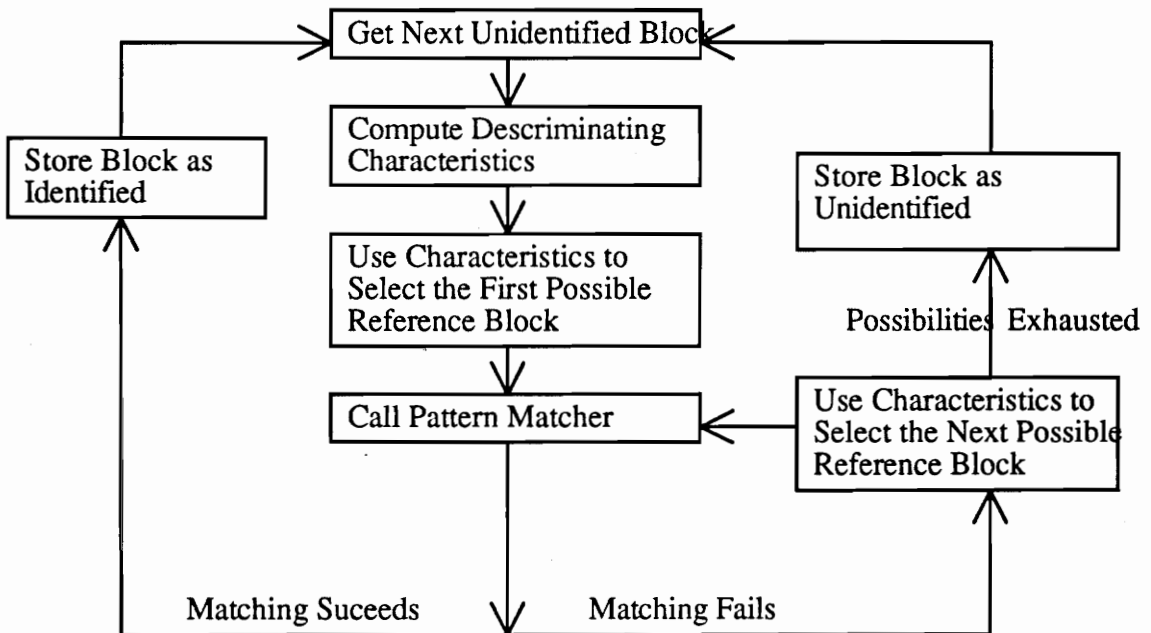 Get Next Unidentified Block
Compute Descriminating
Characteristics
Store Block as
Identified
Store Block as
Unidentified
Use Characteristics to
Select the First Possible
Reference Block
Possibilities Exhausted
Call Pattern Matcher
Use Characteristics to
Select the Next Possible
Reference Block
Matching Suceeds
Matching Fails